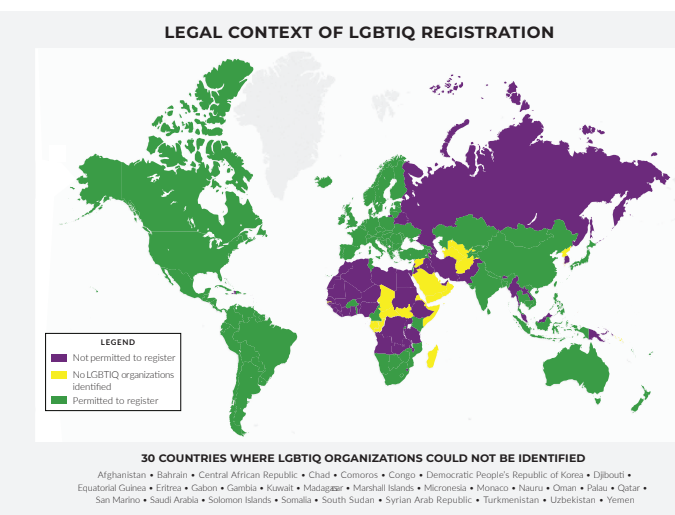 LEGAL CONTEXT OF LGBTIQ REGISTRATION
LEGEND
Not permitted to register
No LGBTIQ organizations
identified
Permitted to register
30 COUNTRIES WHERE LGBTIQ ORGANIZATIONS COULD NOT BE IDENTIFIED
Afghanistan • Bahrain • Central African Republic • Chad • Comoros • Congo • Democratic People's Republic of Korea • Djibouti •
Equatorial Guinea • Eritrea • Gabon • Gambia • Kuwait • Madagascar • Marshall Islands • Micronesia • Monaco • Nauru • Oman • Palau • Qatar •
San Marino • Saudi Arabia • Solomon Islands • Somalia • South Sudan • Syrian Arab Republic • Turkmenistan • Uzbekistan • Yemen